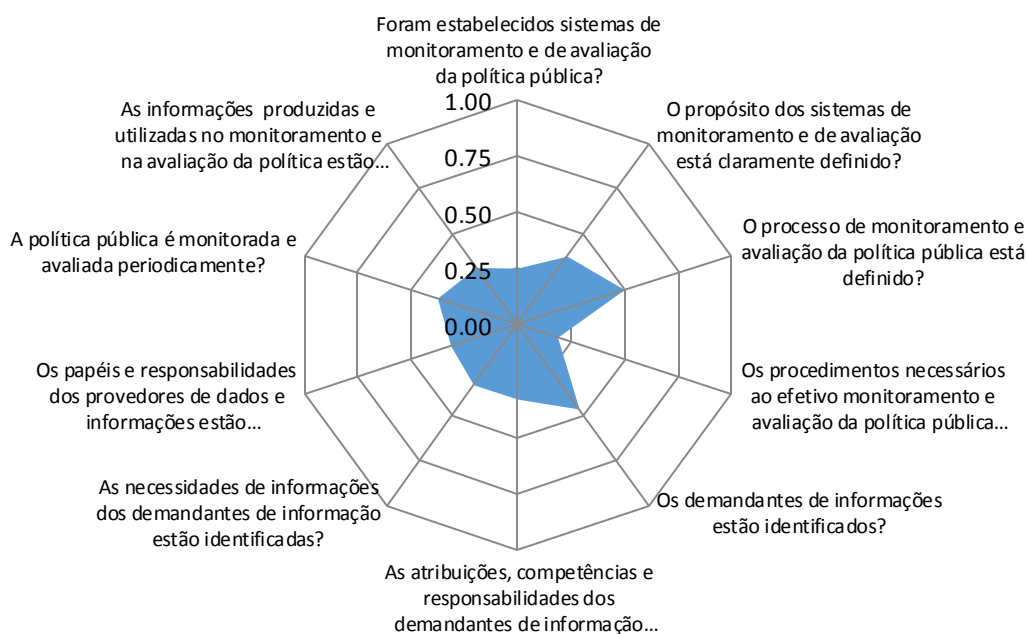 Foram estabelecidos sistemas de
monitoramento e de avaliação
da política pública?
O propósito dos sistemas de
monitoramento e de avaliação
está claramente definido?
O processo de monitoramento e
avaliação da política pública está
definido?
Os procedimentos necessários
ao efetivo monitoramento e
avaliação da política pública...
Os demandantes de informações
estão identificados?
As atribuições, competências e
responsabilidades dos
demandantes de informação...
As necessidades de informações
dos demandantes de informação
estão identificadas?
Os papéis e responsabilidades
dos provedores de dados e
informações estão...
A política pública é monitorada e
avaliada periodicamente?
As informações produzidas e
utilizadas no monitoramento e
na avaliação da política estão...
1.00
0.75
0.50
0.25
0.00